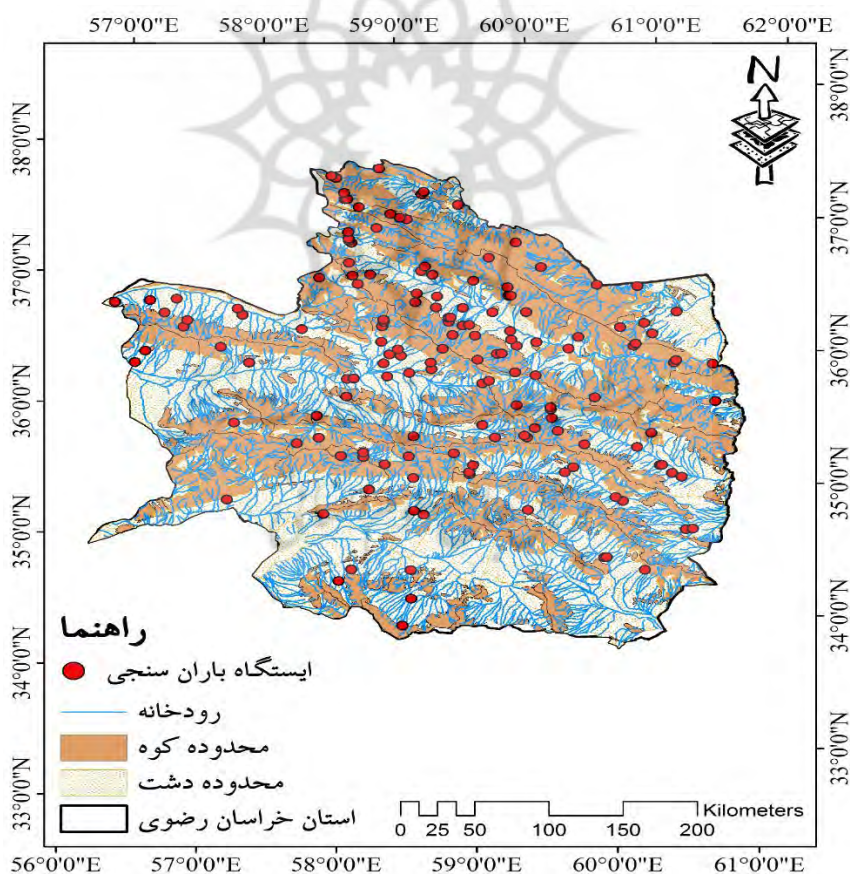 57°0'0"E 58°0'0"E 59°0'0"E 60°0'0"E 61°0'0"E 62°0'0"E
N
38°0'0"N
38°0'0"N
37°0'0"N
37°0'0"N
36°0'0"N
36°0'0"N
35°0'0"N
35°0'0"N
34°0'0"N
34°0'0"N
33°0'0"N
33°0'0"N
راهنما
ایستگاه باران سنجی
رودخانه
محدوده کوه
محدوده دشت
استان خراسان رضوی
Kilometers
0 25 50 100 150 200
56°0'0"E 57°0'0"E 58°0'0"E 59°0'0"E 60°0'0"E 61°0'0"E